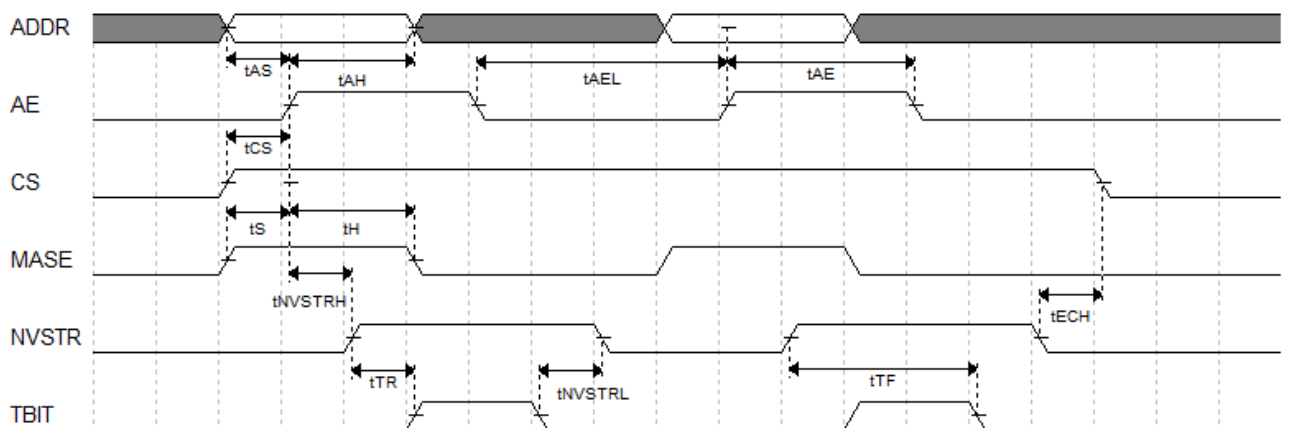 ADDR
tAS
tAH
tAEL
tAE
AE
tCS
CS
tS
tH
MASE
tNVSTRH
tECH
NVSTR
tTR
tNVSTRL
tTF
TBIT